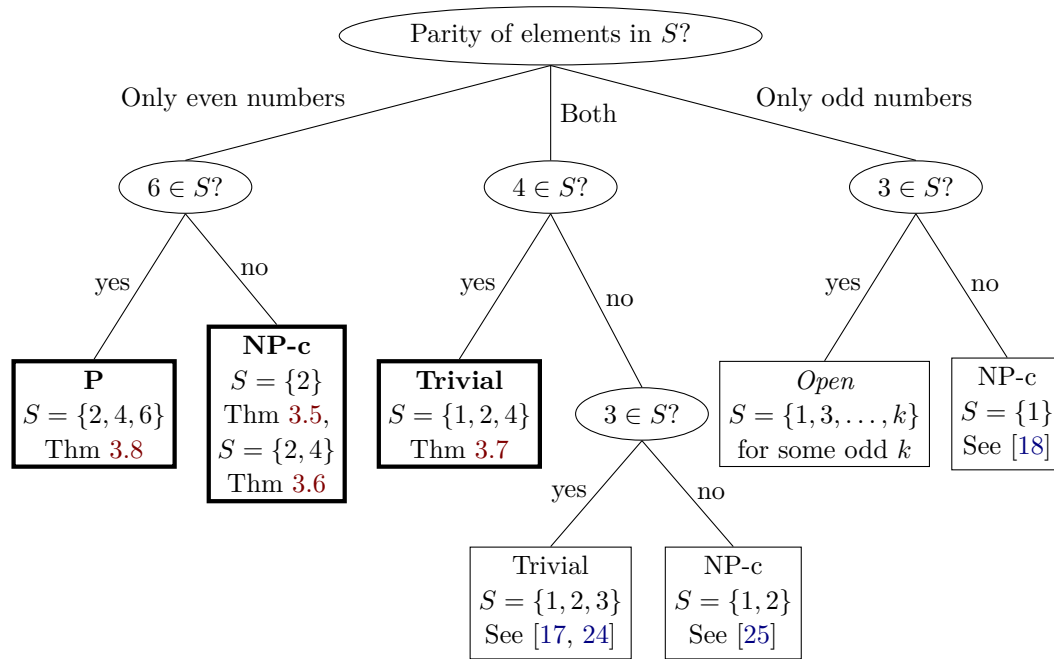 Parity of elements in S?
Only even numbers
Both
Only odd numbers
6 ∈ S?
4 ∈ S?
3 ∈ S?
yes
no
yes
no
yes
no
P
S = {2, 4, 6}
Thm 3.8
NP-c
S = {2}
Thm 3.5,
S = {2, 4}
Thm 3.6
Trivial
S = {1, 2, 4}
Thm 3.7
3 ∈ S?
Open
S = {1, 3, . . . , k}
for some odd k
NP-c
S = {1}
See [18]
yes
no
Trivial
S = {1, 2, 3}
See [17, 24]
NP-c
S = {1, 2}
See [25]